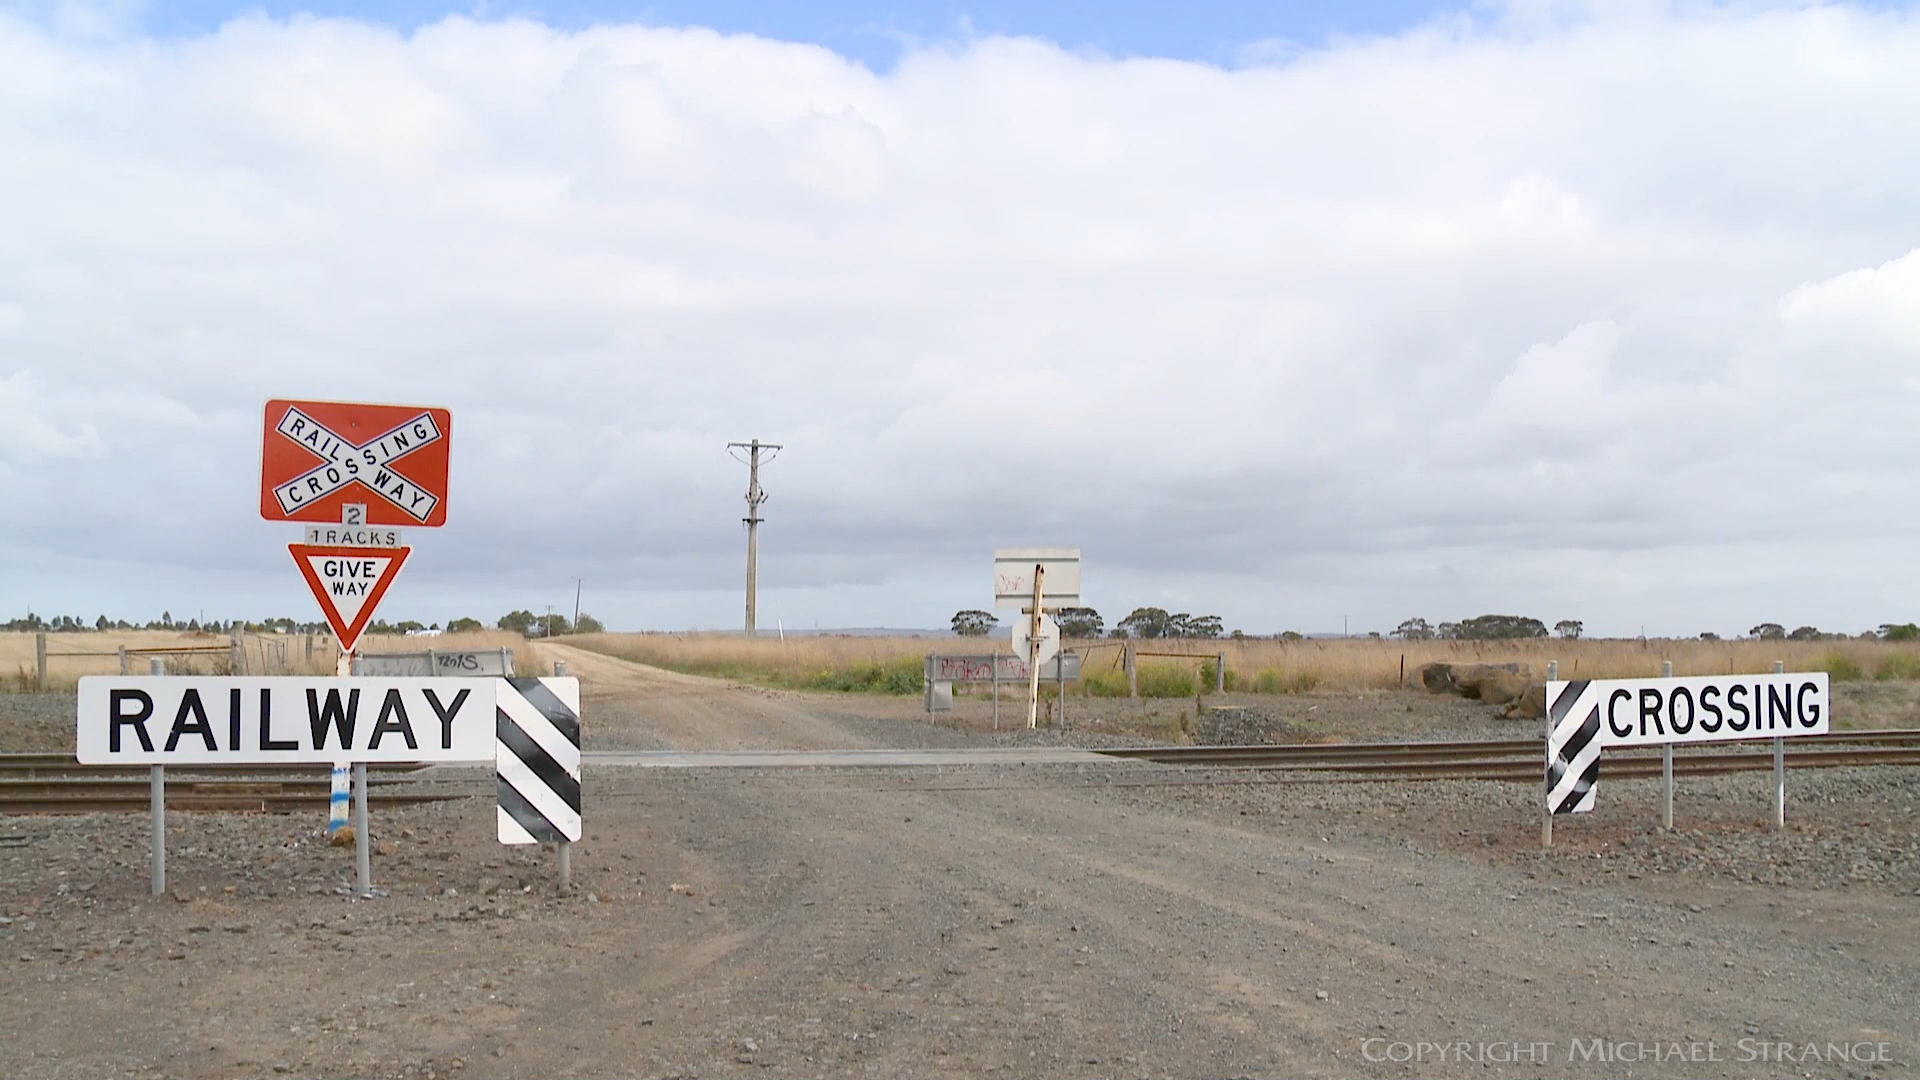 RAILWAY
CROSSING
2
TRACKS
GIVE
WAY
RAILWAY
CROSSING
COPYRIGHT MICHAEL STRANGE